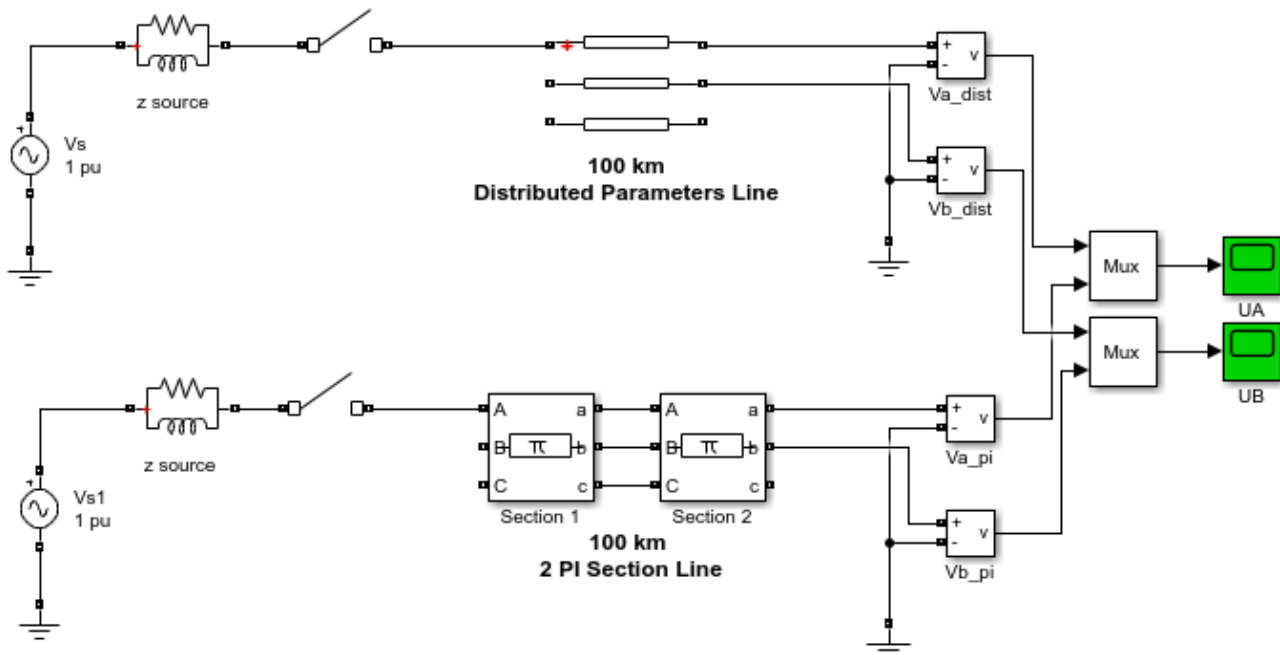 z source
Vs
1 pu
100 km
Distributed Parameters Line
+
-
v
Va_dist
+
-
v
Vb_dist
Mux
UA
Mux
UB
z source
Vs1
1 pu
A
a
B
π
b
C
c
Section 1
A
a
B
π
b
C
c
Section 2
100 km
2 PI Section Line
+
-
v
Va_pi
+
-
v
Vb_pi